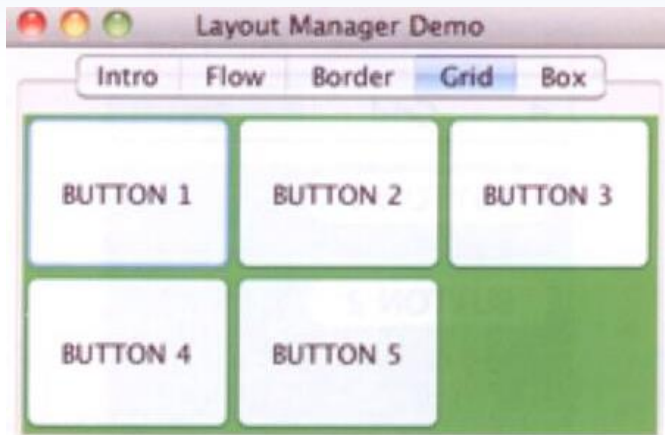 Layout Manager Demo
Intro Flow Border Grid Box
BUTTON 1 BUTTON 2 BUTTON 3
BUTTON 4 BUTTON 5